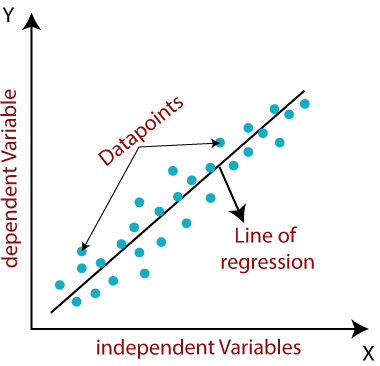 Y
dependent Variable
Datapoints
Line of
regression
independent Variables
X